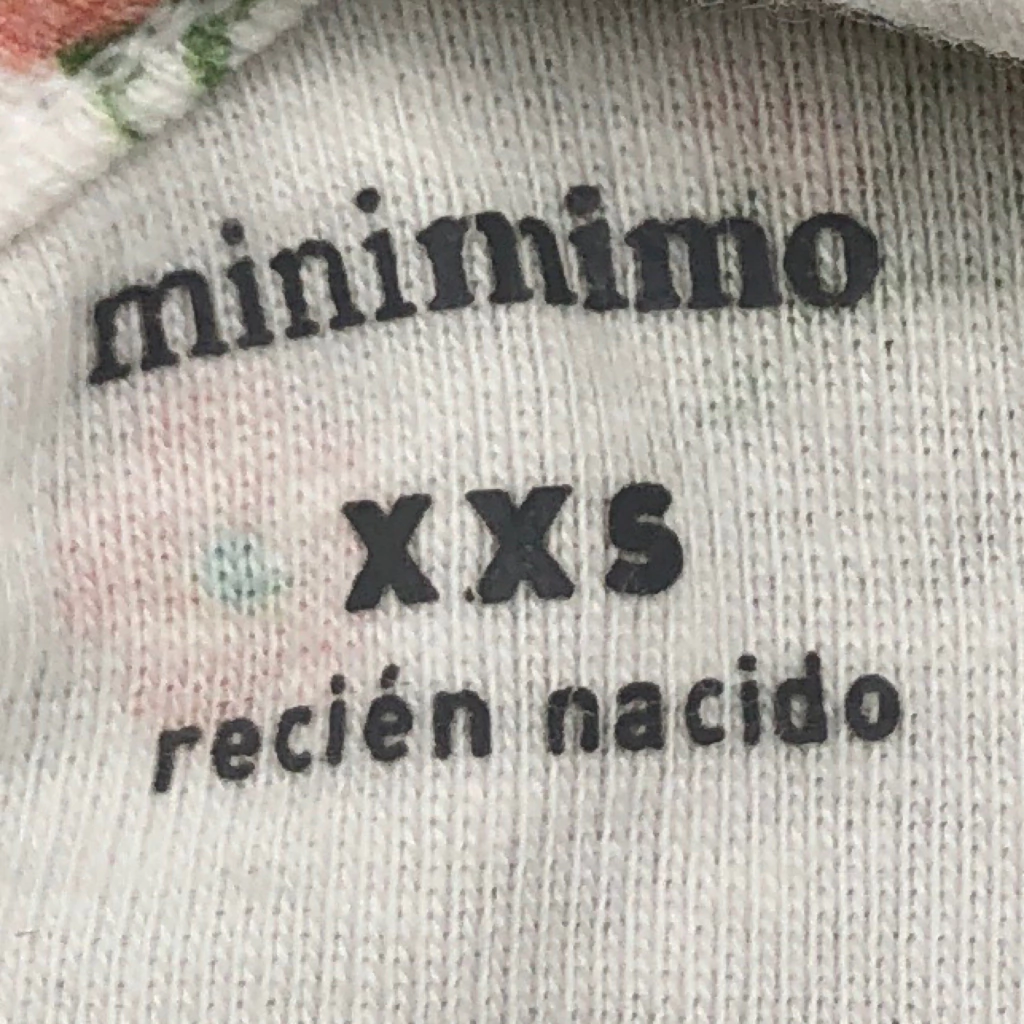 minimimo
XXS
recién nacido